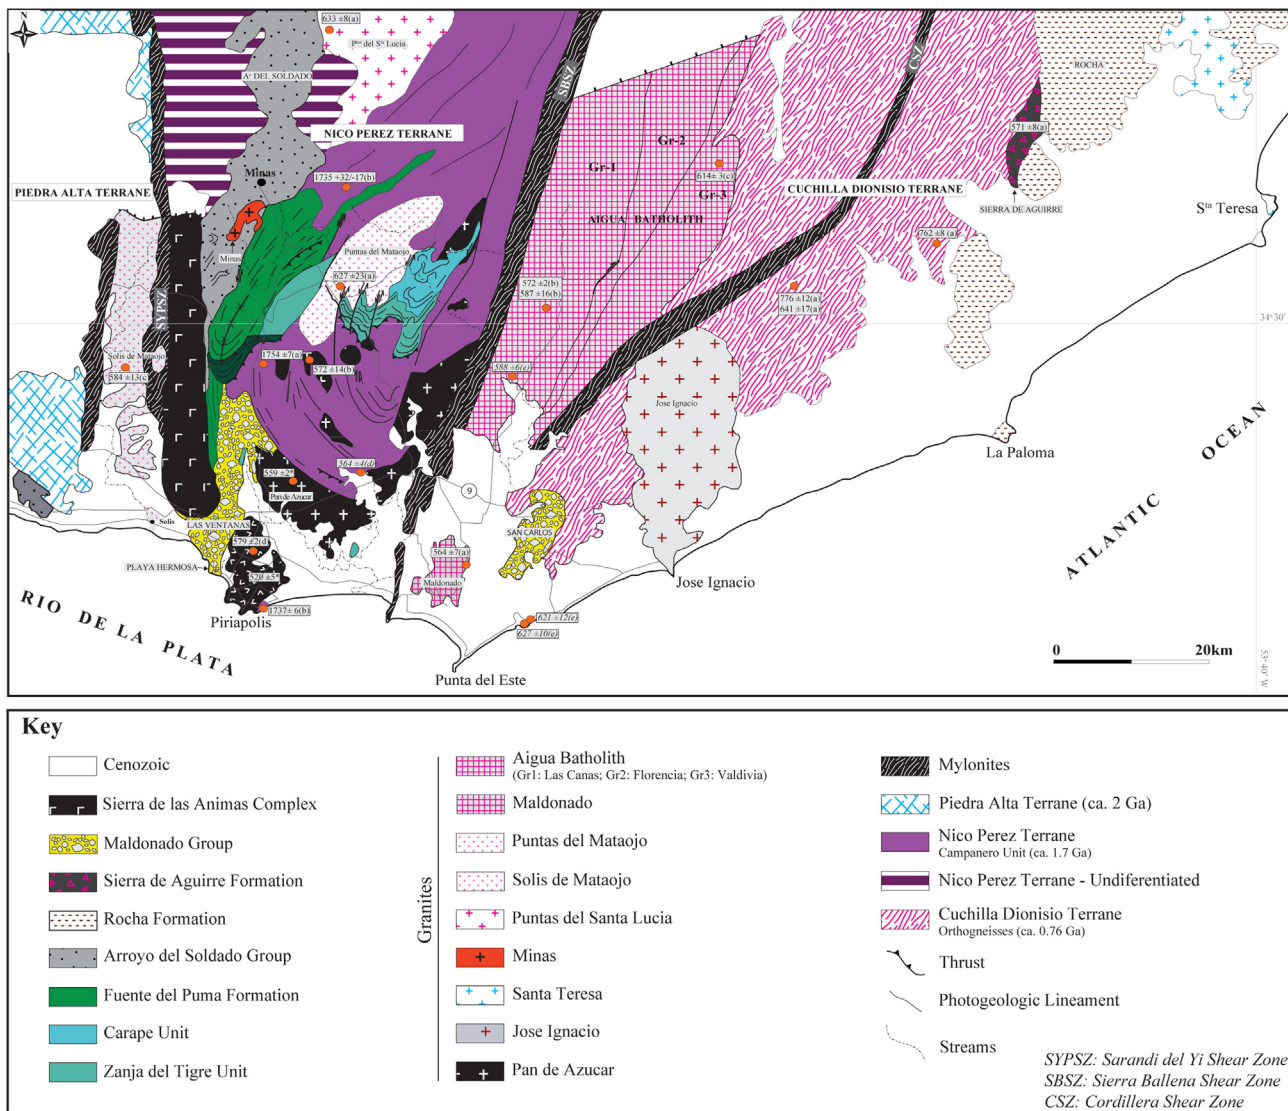 N
633 ±8(a)
Ptas del Sta Lucia
Ao DEL SOLDADO
NICO PEREZ TERRANE
SBSZ
CSZ
ROCHA
Gr-2
Gr-1
571 ±8(a)
Minas
1735 +32/-17(b)
614± 3(c)
Gr-3
PIEDRA ALTA TERRANE
CUCHILLA DIONISIO TERRANE
SIERRA DE AGUIRRE
Sta Teresa
AIGUA BATHOLITH
762 ±8 (a)
Minas
Puntas del Mataojo
627 ±23(a)
572 ±2(b)
587 ±16(b)
776 ±12(a)
641 ±17(a)
SYPSZ
34° 30'
Solis de Mataojo
584 ±13(c
1754 ±7(a)
572 ±14(b)
588 ±6(e)
Jose Ignacio
La Paloma
OCEAN
ATLANTIC
564 ±4(d)
559 ±2*
Pan de Azucar
9
Solis
LAS VENTANAS
SAN CARLOS
579 ±2(d)
564 ±7(a)
PLAYA HERMOSA
520 ±5*
Maldonado
Jose Ignacio
1737± 6(b)
Piriapolis
621 ±12(e)
627 ±10(e)
RIO DE LA PLATA
Punta del Este
0 20km
53° 40' W
Key
Cenozoic
Sierra de las Animas Complex
Maldonado Group
Sierra de Aguirre Formation
Rocha Formation
Arroyo del Soldado Group
Fuente del Puma Formation
Carape Unit
Zanja del Tigre Unit
Granites
Aigua Batholith
(Gr1: Las Canas; Gr2: Florencia; Gr3: Valdivia)
Maldonado
Puntas del Mataojo
Solis de Mataojo
Puntas del Santa Lucia
Minas
Santa Teresa
Jose Ignacio
Pan de Azucar
Mylonites
Piedra Alta Terrane (ca. 2 Ga)
Nico Perez Terrane
Campanero Unit (ca. 1.7 Ga)
Nico Perez Terrane - Undiferentiated
Cuchilla Dionisio Terrane
Orthogneisses (ca. 0.76 Ga)
Thrust
Photogeologic Lineament
Streams
SYPSZ: Sarandi del Yi Shear Zone
SBSZ: Sierra Ballena Shear Zone
CSZ: Cordillera Shear Zone